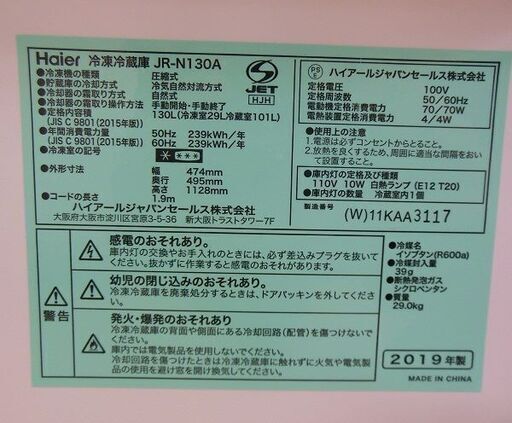 Haier 冷凍冷蔵庫 JR-N130A
●冷凍機の種類 圧縮式
●貯蔵庫の冷却方式 冷気自然対流方式
●冷却器の霜取り方式 自然式
●冷却器の霜取り操作方法 手動開始・手動終了
●定格内容積 130L(冷凍室29L冷蔵室101L)
(JIS C 9801(2015年版))
●年間消費電力量 50Hz 239kWh/年
(JIS C 9801(2015年版)) 60Hz 239kWh/年
●冷凍室の記号
●外形寸法 幅 474mm
奥行 495mm
高さ 1128mm
●コードの長さ 1.9m
ハイアールジャパンセールス株式会社
大阪府大阪市淀川区宮原3-5-36 新大阪トラストタワー7F
S JET
HJH
PS E
ハイアールジャパンセールス株式会社
定格電圧 100V
定格周波数 50/60Hz
電動機定格消費電力 70/70W
電熱装置定格消費電力 4/4W
●使用上の注意
1.電源は必ずコンセントからとること。
2.放熱を良くするため、周囲に適当な間隔をおいて設置すること。
●庫内灯の定格及び種類
110V 10W 白熱ランプ(E12 T20)
●庫内灯の数量 冷蔵室内1個
製造番号 (W)11KAA3117
警告
感電のおそれあり。
庫内灯の交換やお手入れのときには、必ず差込みプラグを抜いてください。抜かずに作業すると感電のおそれがあります。
幼児の閉じ込めのおそれあり。
冷凍冷蔵庫を廃棄処分するときは、ドアパッキンを外してください。
発火・爆発のおそれあり
冷凍冷蔵庫の背面や側面にある冷却回路(配管)を傷つけないでください。
庫内では電気製品を使用しないでください。
冷却回路を傷つけたときは冷凍冷蔵庫に触れずに火気や電気製品の使用を避け窓を開け換気してください。
●冷媒名
イソブタン(R600a)
●冷媒封入量
39g
●断熱発泡ガス
シクロペンタン
●質量
29.0kg
2019年製
MADE IN CHINA